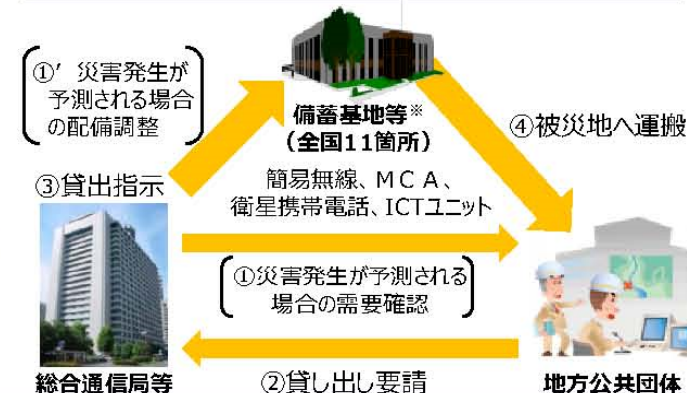 ①’災害発生が
予測される場合
の配備調整
備蓄基地等※
（全国11箇所）
④被災地へ運搬
③貸出指示
簡易無線、ＭＣＡ、
衛星携帯電話、ICTユニット
①災害発生が予測される
場合の需要確認
総合通信局等
②貸し出し要請
地方公共団体